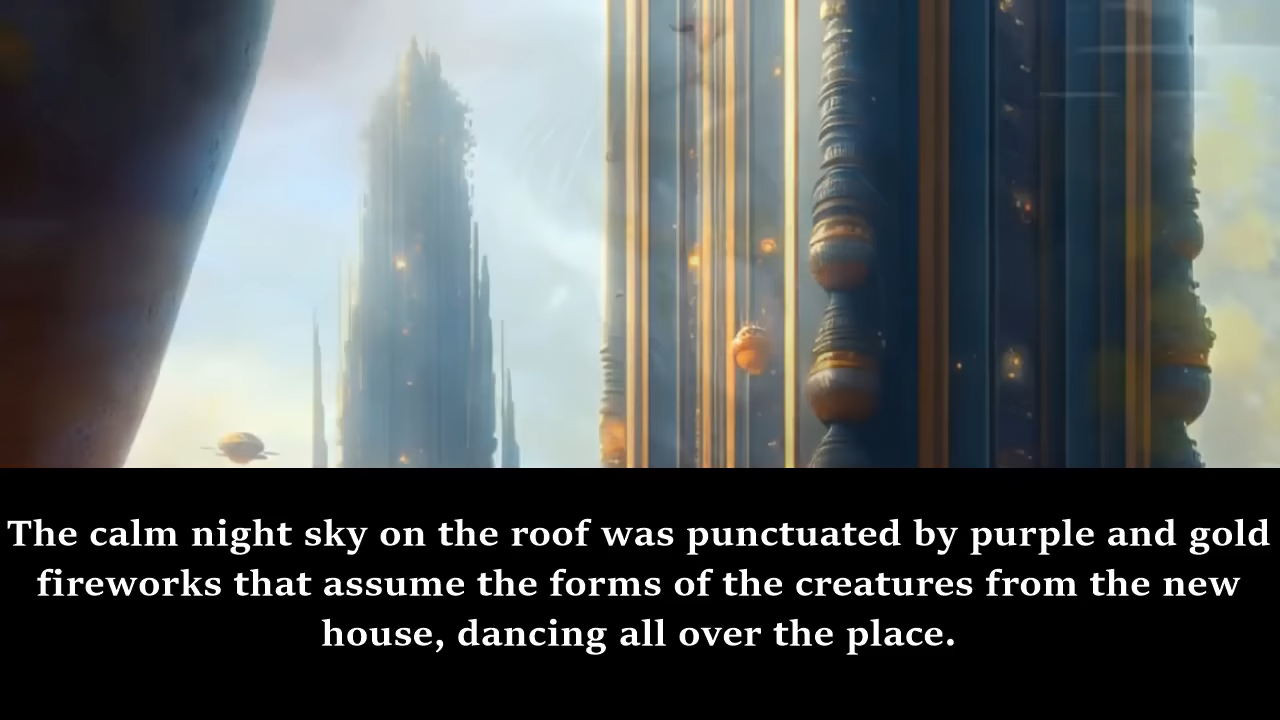 The calm night sky on the roof was punctuated by purple and gold
fireworks that assume the forms of the creatures from the new
house, dancing all over the place.